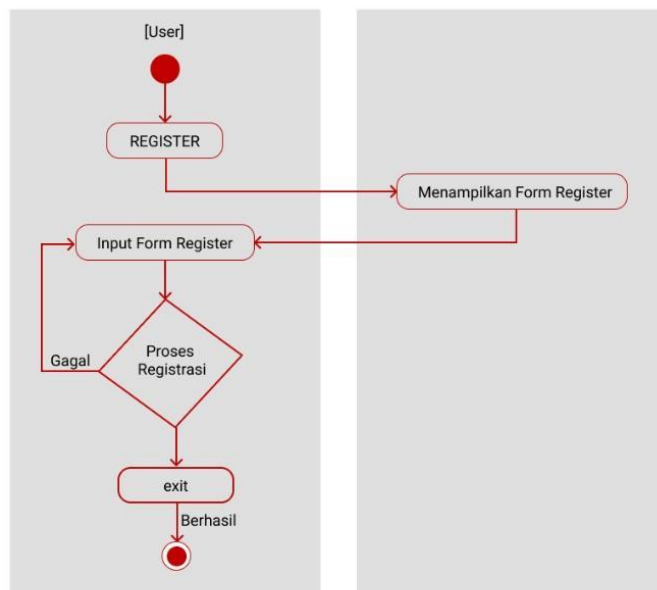 [User]
REGISTER
Menampilkan Form Register
Input Form Register
Proses
Registrasi
Gagal
exit
Berhasil